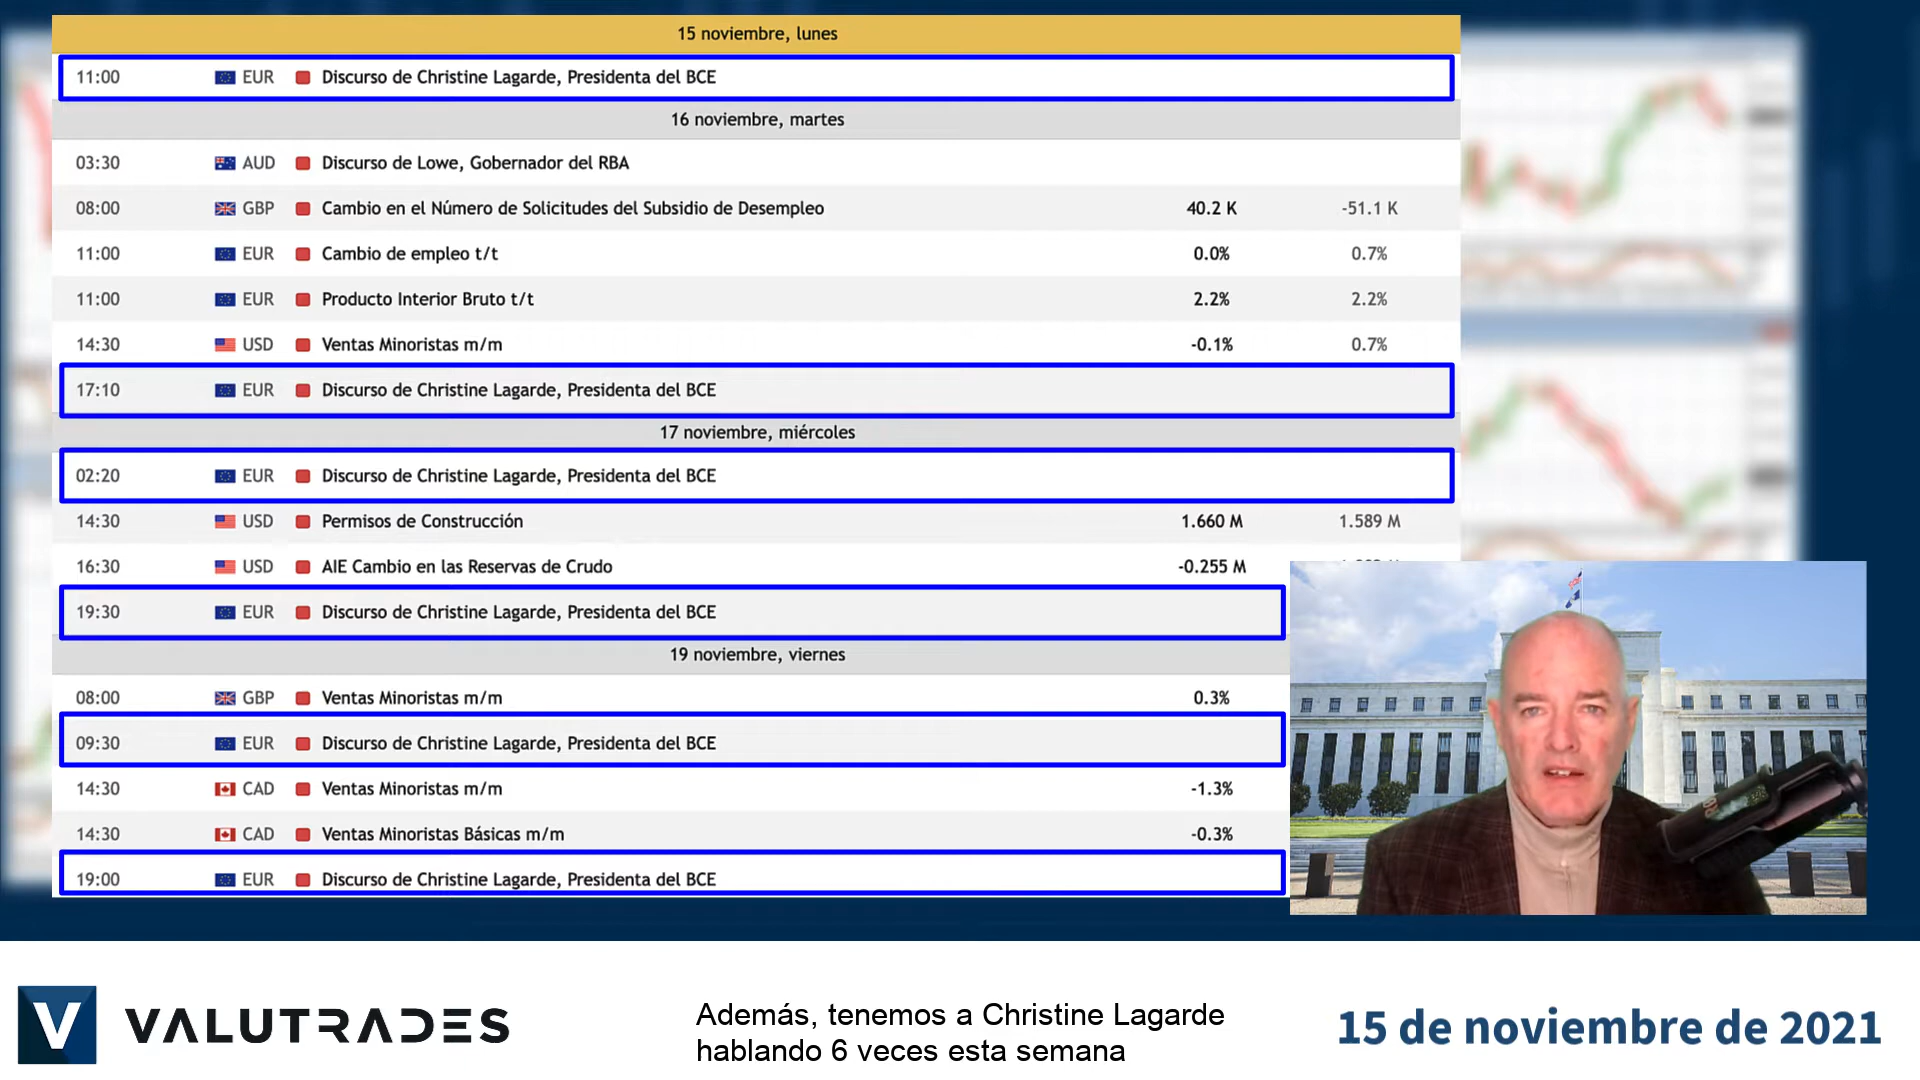 15 noviembre, lunes
11:00 EUR Discurso de Christine Lagarde, Presidenta del BCE
16 noviembre, martes
03:30 AUD Discurso de Lowe, Gobernador del RBA
08:00 GBP Cambio en el Número de Solicitudes del Subsidio de Desempleo 40.2 K -51.1 K
11:00 EUR Cambio de empleo t/t 0.0% 0.7%
11:00 EUR Producto Interior Bruto t/t 2.2% 2.2%
14:30 USD Ventas Minoristas m/m -0.1% 0.7%
17:10 EUR Discurso de Christine Lagarde, Presidenta del BCE
17 noviembre, miércoles
02:20 EUR Discurso de Christine Lagarde, Presidenta del BCE
14:30 USD Permisos de Construcción 1.660 M 1.589 M
16:30 USD AIE Cambio en las Reservas de Crudo -0.255 M
19:30 EUR Discurso de Christine Lagarde, Presidenta del BCE
19 noviembre, viernes
08:00 GBP Ventas Minoristas m/m 0.3%
09:30 EUR Discurso de Christine Lagarde, Presidenta del BCE
14:30 CAD Ventas Minoristas m/m -1.3%
14:30 CAD Ventas Minoristas Básicas m/m -0.3%
19:00 EUR Discurso de Christine Lagarde, Presidenta del BCE
V VALUTRADES
Además, tenemos a Christine Lagarde
hablando 6 veces esta semana
15 de noviembre de 2021